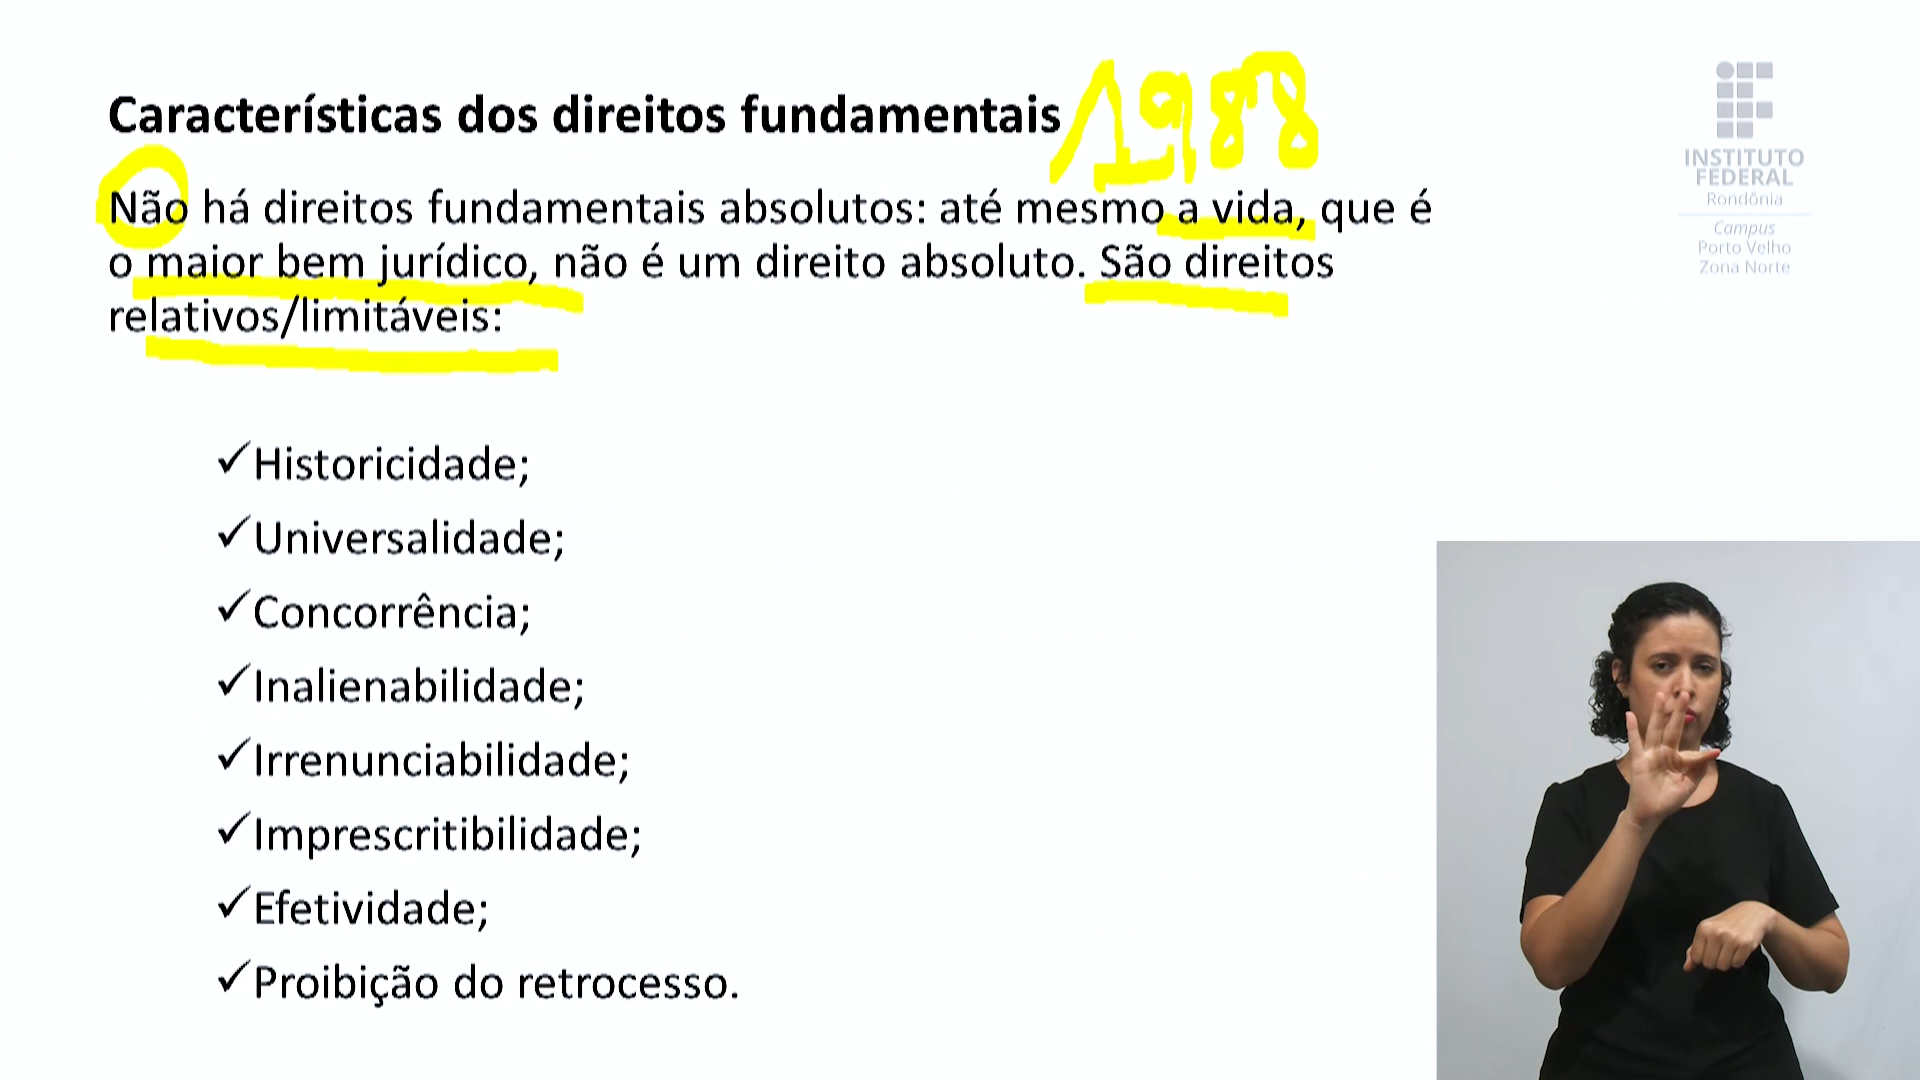 Características dos direitos fundamentais 1988
Não há direitos fundamentais absolutos: até mesmo a vida, que é
o maior bem jurídico, não é um direito absoluto. São direitos
relativos/limitáveis:
✓Historicidade;
✓Universalidade;
✓Concorrência;
✓Inalienabilidade;
✓Irrenunciabilidade;
✓Imprescritibilidade;
✓Efetividade;
✓Proibição do retrocesso.
INSTITUTO
FEDERAL
Rondônia
Campus
Porto Velho
Zona Norte